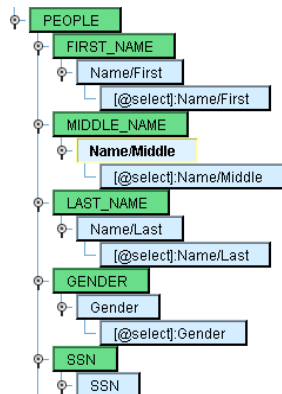 PEOPLE
FIRST_NAME
Name/First
[@select]:Name/First
MIDDLE_NAME
Name/Middle
[@select]:Name/Middle
LAST_NAME
Name/Last
[@select]:Name/Last
GENDER
Gender
[@select]:Gender
SSN
SSN